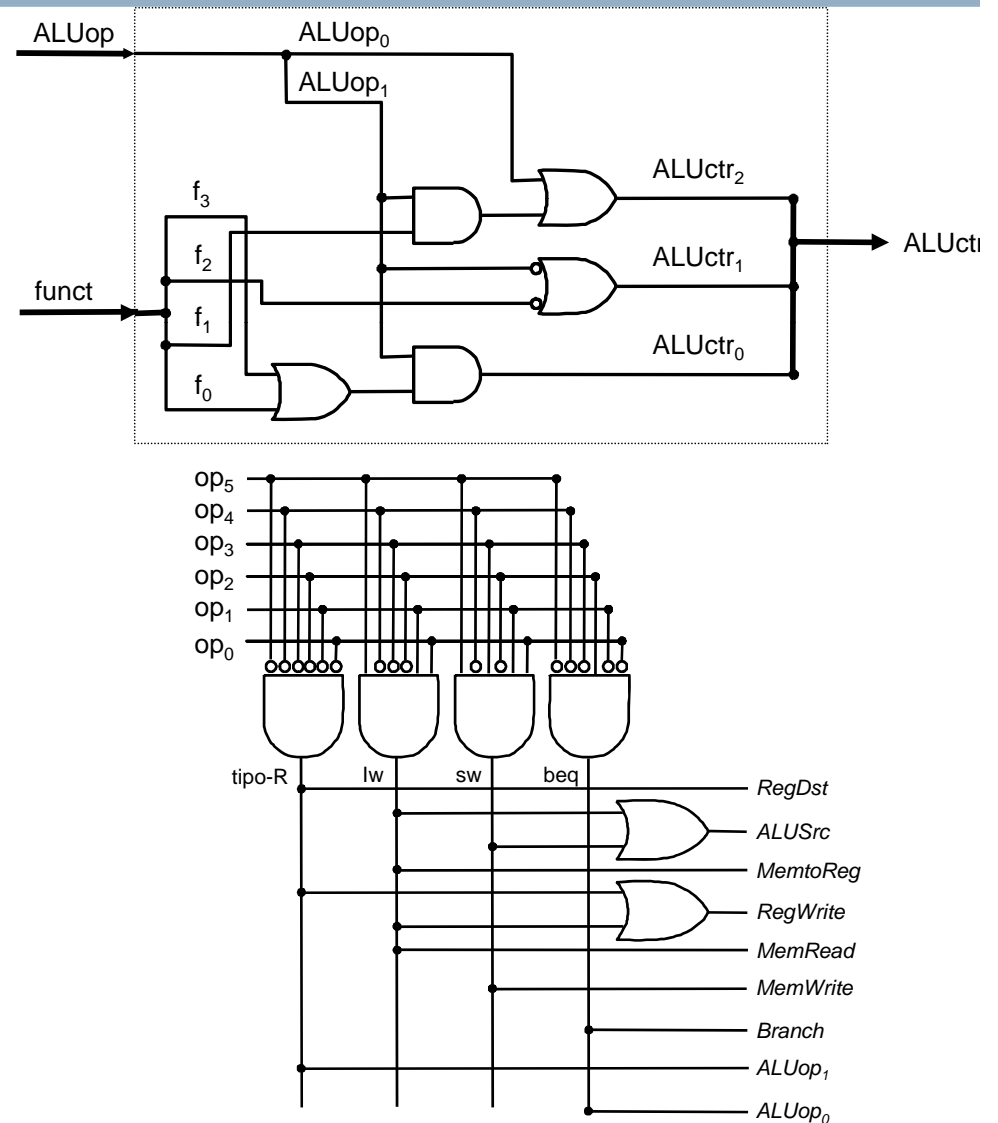 ALUop
ALUop₀
ALUop₁
ALUctr₂
f₃
f₂
ALUctr₁
ALUctr
funct
f₁
ALUctr₀
f₀
op₅
op₄
op₃
op₂
op₁
op₀
tipo-R
lw
sw
beq
RegDst
ALUSrc
MemtoReg
RegWrite
MemRead
MemWrite
Branch
ALUop₁
ALUop₀